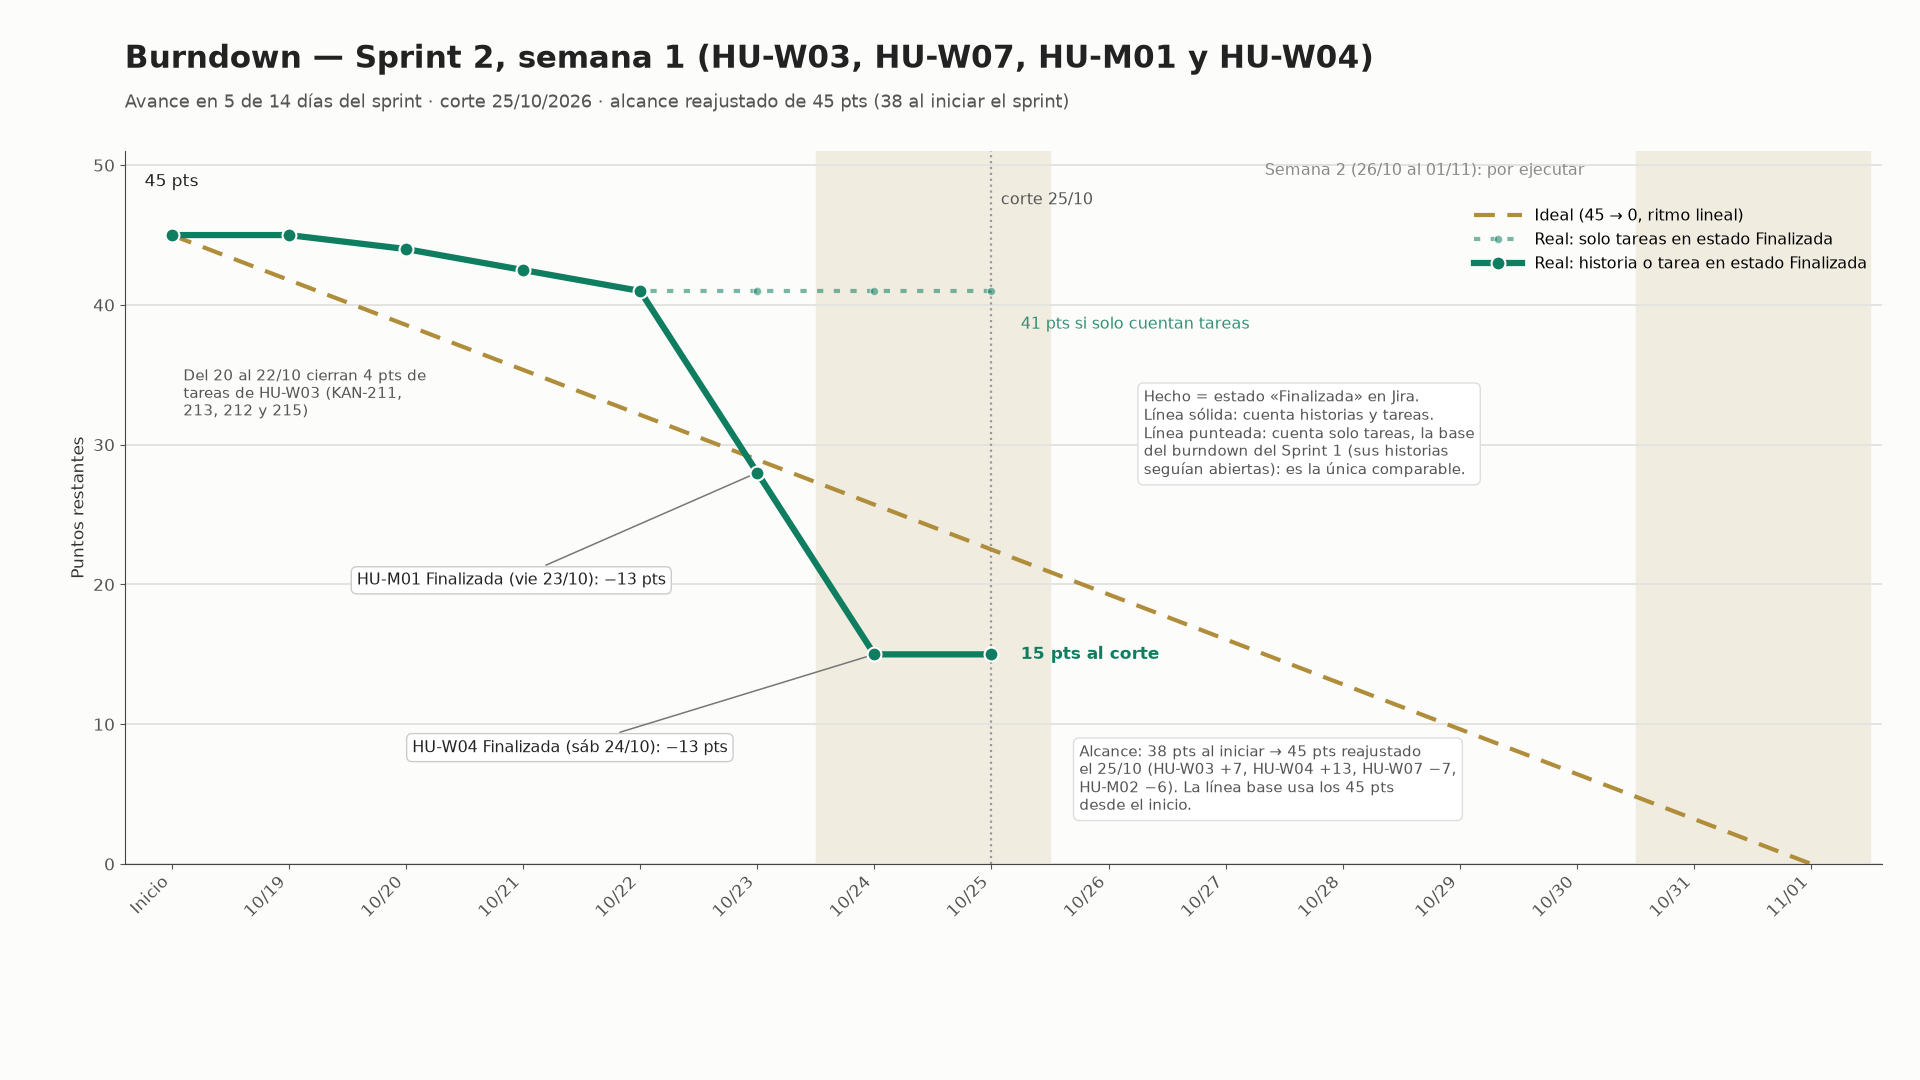 Burndown — Sprint 2, semana 1 (HU-W03, HU-W07, HU-M01 y HU-W04)
Avance en 5 de 14 días del sprint · corte 25/10/2026 · alcance reajustado de 45 pts (38 al iniciar el sprint)
50
40
30
20
10
0
Puntos restantes
45 pts
Semana 2 (26/10 al 01/11): por ejecutar
corte 25/10
Ideal (45 → 0, ritmo lineal)
Real: solo tareas en estado Finalizada
Real: historia o tarea en estado Finalizada
41 pts si solo cuentan tareas
Del 20 al 22/10 cierran 4 pts de
tareas de HU-W03 (KAN-211,
213, 212 y 215)
Hecho = estado «Finalizada» en Jira.
Línea sólida: cuenta historias y tareas.
Línea punteada: cuenta solo tareas, la base
del burndown del Sprint 1 (sus historias
seguían abiertas): es la única comparable.
HU-M01 Finalizada (vie 23/10): −13 pts
15 pts al corte
HU-W04 Finalizada (sáb 24/10): −13 pts
Alcance: 38 pts al iniciar → 45 pts reajustado
el 25/10 (HU-W03 +7, HU-W04 +13, HU-W07 −7,
HU-M02 −6). La línea base usa los 45 pts
desde el inicio.
Inicio
10/19
10/20
10/21
10/22
10/23
10/24
10/25
10/26
10/27
10/28
10/29
10/30
10/31
11/01